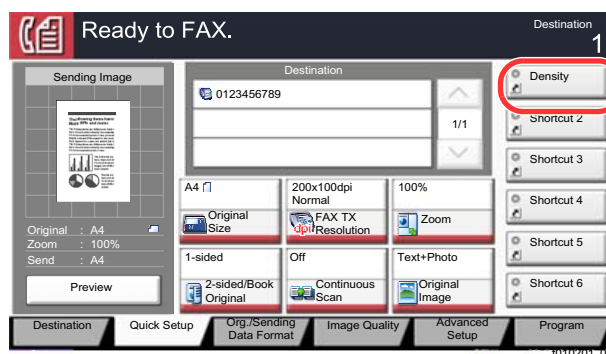 Ready to FAX.
Destination
1
Sending Image
Original : A4
Zoom : 100%
Send : A4
Preview
Destination
0123456789
1/1
A4
Original
Size
200x100dpi
Normal
dpi
FAX TX
Resolution
100%
Zoom
1-sided
2-sided/Book
Original
Off
Continuous
Scan
Text+Photo
Original
Image
Density
Shortcut 2
Shortcut 3
Shortcut 4
Shortcut 5
Shortcut 6
Destination
Quick Setup
Org./Sending
Data Format
Image Quality
Advanced
Setup
Program